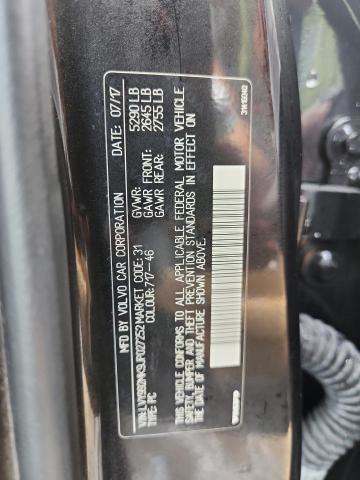 MFD BY: VOLVO CAR CORPORATION DATE: 07/17
GVWR: 5290 LB
GAWR FRONT: 2645 LB
GAWR REAR: 2755 LB
THIS VEHICLE CONFORMS TO ALL APPLICABLE FEDERAL MOTOR VEHICLE
SAFETY, BUMPER AND THEFT PREVENTION STANDARDS IN EFFECT ON
THE DATE OF MANUFACTURE SHOWN ABOVE.
MARKET CODE: 31
TYPE: PC COLOUR: 717-46